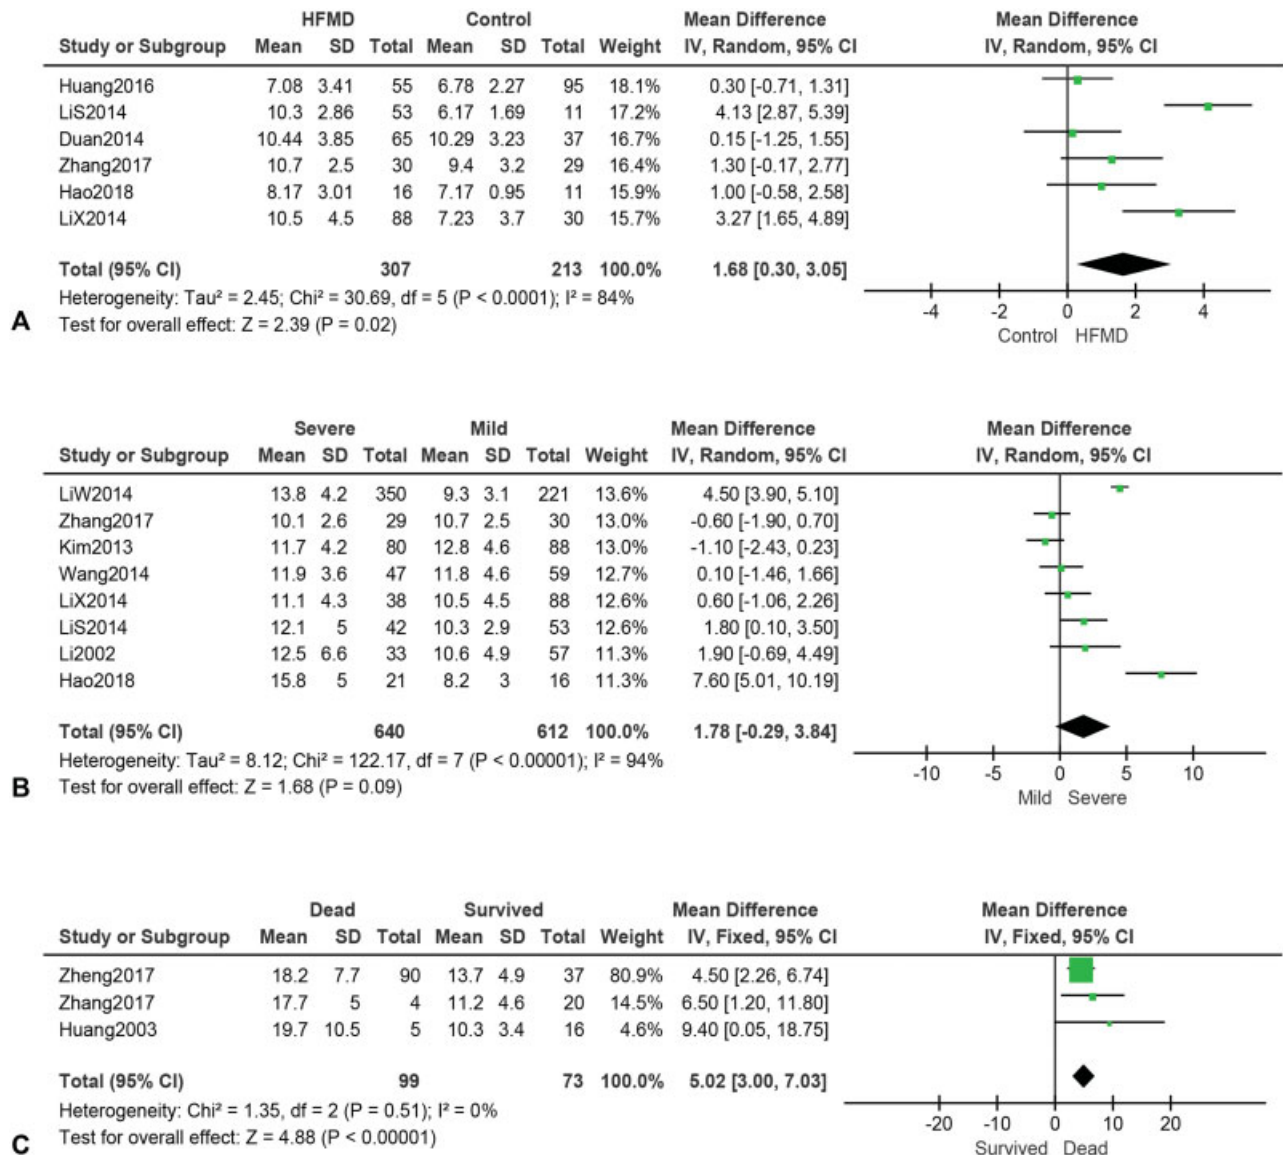 HFMD Control Mean Difference Mean Difference
Study or Subgroup Mean SD Total Mean SD Total Weight IV, Random, 95% CI IV, Random, 95% CI
Huang2016 7.08 3.41 55 6.78 2.27 95 18.1% 0.30 [-0.71, 1.31]
LiS2014 10.3 2.86 53 6.17 1.69 11 17.2% 4.13 [2.87, 5.39]
Duan2014 10.44 3.85 65 10.29 3.23 37 16.7% 0.15 [-1.25, 1.55]
Zhang2017 10.7 2.5 30 9.4 3.2 29 16.4% 1.30 [-0.17, 2.77]
Hao2018 8.17 3.01 16 7.17 0.95 11 15.9% 1.00 [-0.58, 2.58]
LiX2014 10.5 4.5 88 7.23 3.7 30 15.7% 3.27 [1.65, 4.89]
Total (95% CI) 307 213 100.0% 1.68 [0.30, 3.05]
Heterogeneity: Tau² = 2.45; Chi² = 30.69, df = 5 (P < 0.0001); I² = 84%
Test for overall effect: Z = 2.39 (P = 0.02)
-4 -2 0 2 4
Control HFMD
A
Severe Mild Mean Difference Mean Difference
Study or Subgroup Mean SD Total Mean SD Total Weight IV, Random, 95% CI IV, Random, 95% CI
LiW2014 13.8 4.2 350 9.3 3.1 221 13.6% 4.50 [3.90, 5.10]
Zhang2017 10.1 2.6 29 10.7 2.5 30 13.0% -0.60 [-1.90, 0.70]
Kim2013 11.7 4.2 80 12.8 4.6 88 13.0% -1.10 [-2.43, 0.23]
Wang2014 11.9 3.6 47 11.8 4.6 59 12.7% 0.10 [-1.46, 1.66]
LiX2014 11.1 4.3 38 10.5 4.5 88 12.6% 0.60 [-1.06, 2.26]
LiS2014 12.1 5 42 10.3 2.9 53 12.6% 1.80 [0.10, 3.50]
Li2002 12.5 6.6 33 10.6 4.9 57 11.3% 1.90 [-0.69, 4.49]
Hao2018 15.8 5 21 8.2 3 16 11.3% 7.60 [5.01, 10.19]
Total (95% CI) 640 612 100.0% 1.78 [-0.29, 3.84]
Heterogeneity: Tau² = 8.12; Chi² = 122.17, df = 7 (P < 0.00001); I² = 94%
Test for overall effect: Z = 1.68 (P = 0.09)
-10 -5 0 5 10
Mild Severe
B
Dead Survived Mean Difference Mean Difference
Study or Subgroup Mean SD Total Mean SD Total Weight IV, Fixed, 95% CI IV, Fixed, 95% CI
Zheng2017 18.2 7.7 90 13.7 4.9 37 80.9% 4.50 [2.26, 6.74]
Zhang2017 17.7 5 4 11.2 4.6 20 14.5% 6.50 [1.20, 11.80]
Huang2003 19.7 10.5 5 10.3 3.4 16 4.6% 9.40 [0.05, 18.75]
Total (95% CI) 99 73 100.0% 5.02 [3.00, 7.03]
Heterogeneity: Chi² = 1.35, df = 2 (P = 0.51); I² = 0%
Test for overall effect: Z = 4.88 (P < 0.00001)
-20 -10 0 10 20
Survived Dead
C